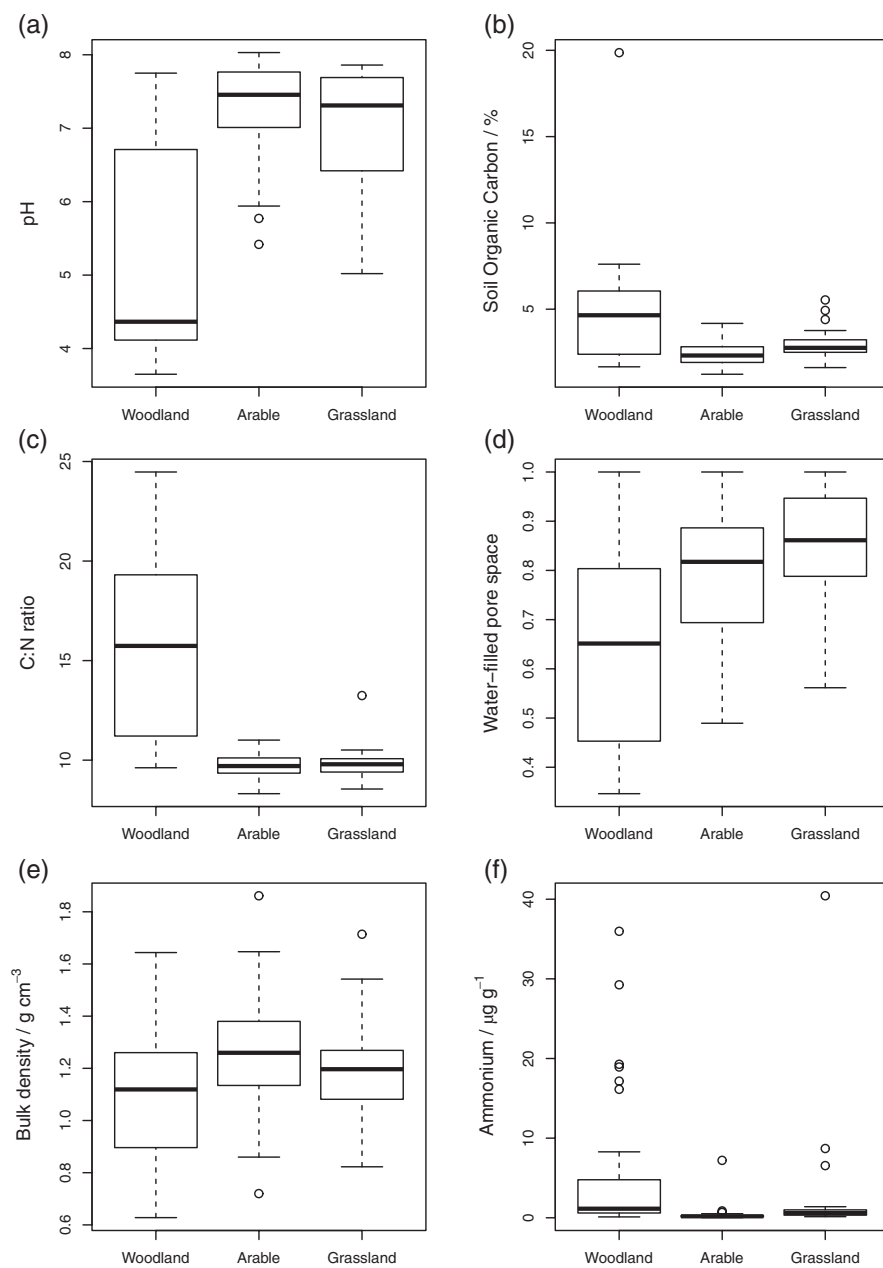 (a)
pH
8
7
6
5
4
Woodland Arable Grassland
(b)
Soil Organic Carbon / %
20
15
10
5
Woodland Arable Grassland
(c)
C:N ratio
25
20
15
10
Woodland Arable Grassland
(d)
Water−filled pore space
1.0
0.9
0.8
0.7
0.6
0.5
0.4
Woodland Arable Grassland
(e)
Bulk density / g cm⁻³
1.8
1.6
1.4
1.2
1.0
0.8
0.6
Woodland Arable Grassland
(f)
Ammonium / µg g⁻¹
40
30
20
10
0
Woodland Arable Grassland